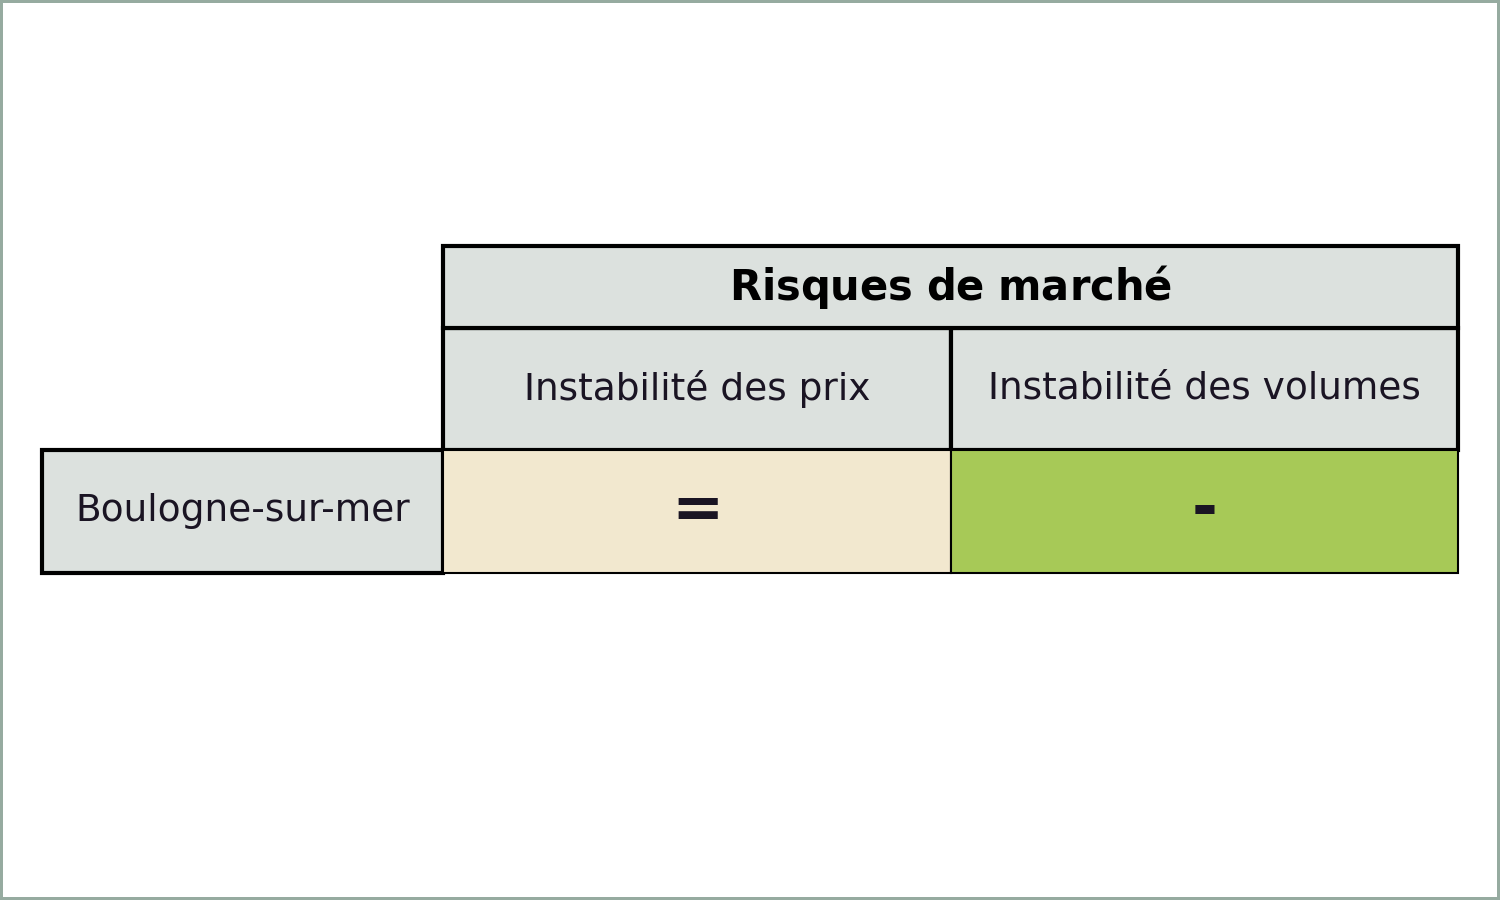 Risques de marché
Instabilité des prix
Instabilité des volumes
Boulogne-sur-mer
=
-